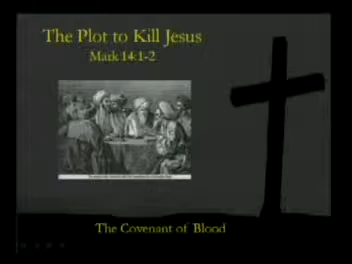 The Plot to Kill Jesus
Mark 14:1-2
The Covenant of Blood